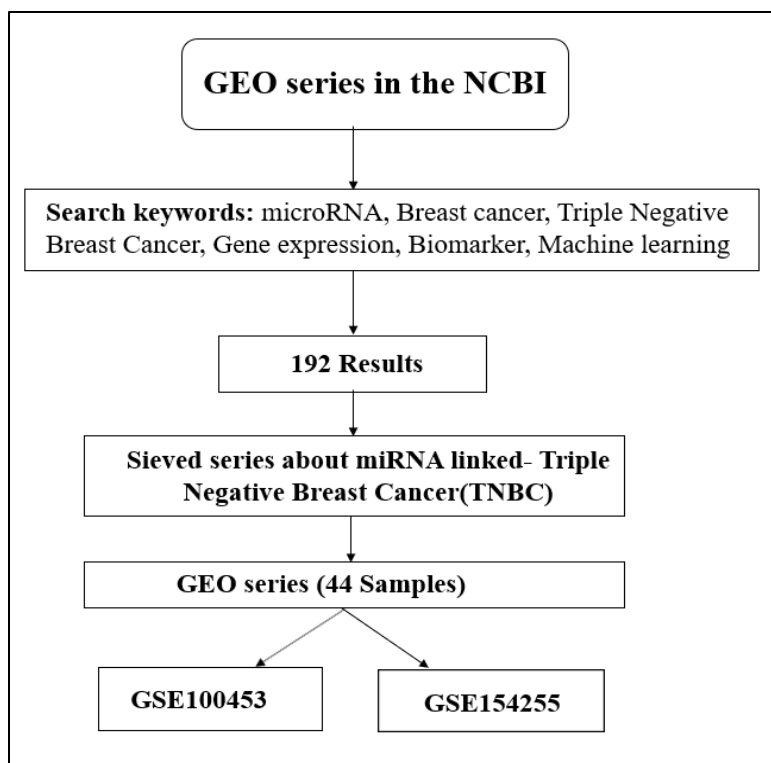 GEO series in the NCBI
Search keywords: microRNA, Breast cancer, Triple Negative
Breast Cancer, Gene expression, Biomarker, Machine learning
192 Results
Sieved series about miRNA linked- Triple
Negative Breast Cancer(TNBC)
GEO series (44 Samples)
GSE100453
GSE154255